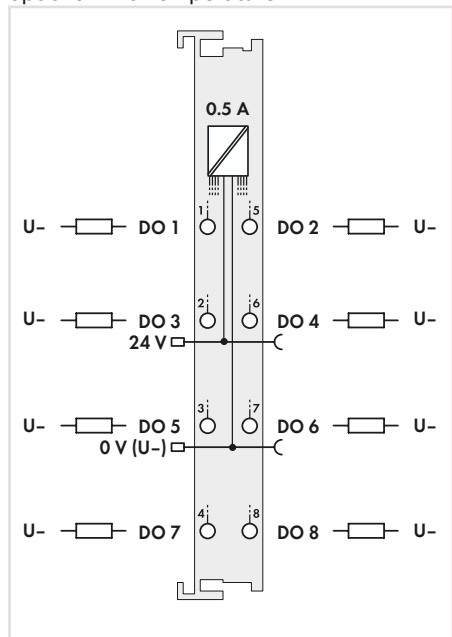 0.5 A
1 5
U– DO 1 DO 2 U–
2 6
U– DO 3 DO 4 U–
24 V
3 7
U– DO 5 DO 6 U–
0 V (U–)
4 8
U– DO 7 DO 8 U–